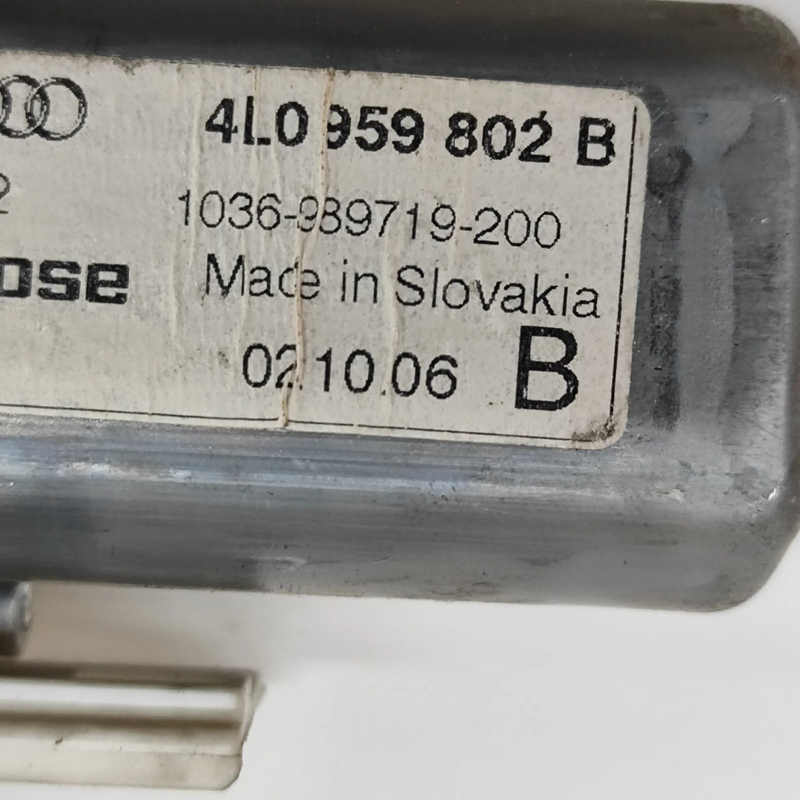 4L0 959 802 B
2
1036-989719-200
ose
Made in Slovakia
02.10.06 B